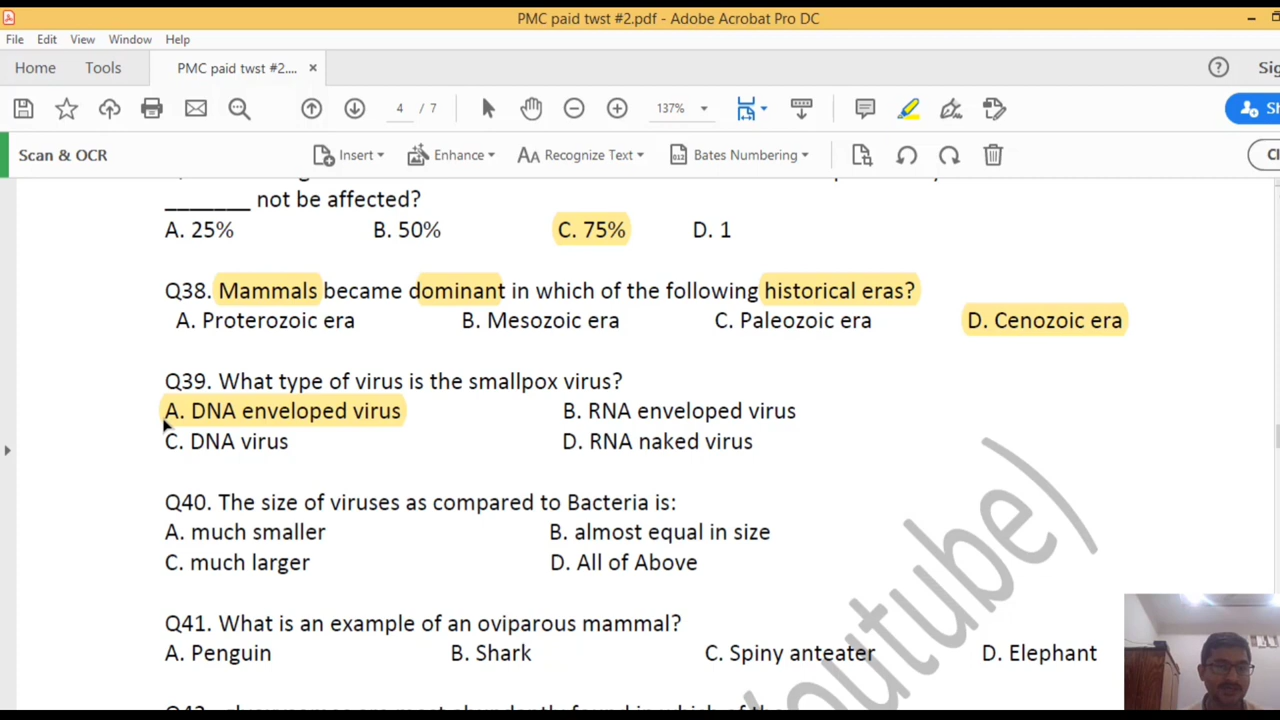 PMC paid twst #2.pdf - Adobe Acrobat Pro DC
File Edit View Window Help
Home Tools PMC paid twst #2.... × ?
4 / 7 137%
Scan & OCR Insert Enhance Recognize Text Bates Numbering
_______ not be affected?
A. 25% B. 50% C. 75% D. 1
Q38. Mammals became dominant in which of the following historical eras?
A. Proterozoic era B. Mesozoic era C. Paleozoic era D. Cenozoic era
Q39. What type of virus is the smallpox virus?
A. DNA enveloped virus B. RNA enveloped virus
C. DNA virus D. RNA naked virus
Q40. The size of viruses as compared to Bacteria is:
A. much smaller B. almost equal in size
C. much larger D. All of Above
Q41. What is an example of an oviparous mammal?
A. Penguin B. Shark C. Spiny anteater D. Elephant
Youtube)